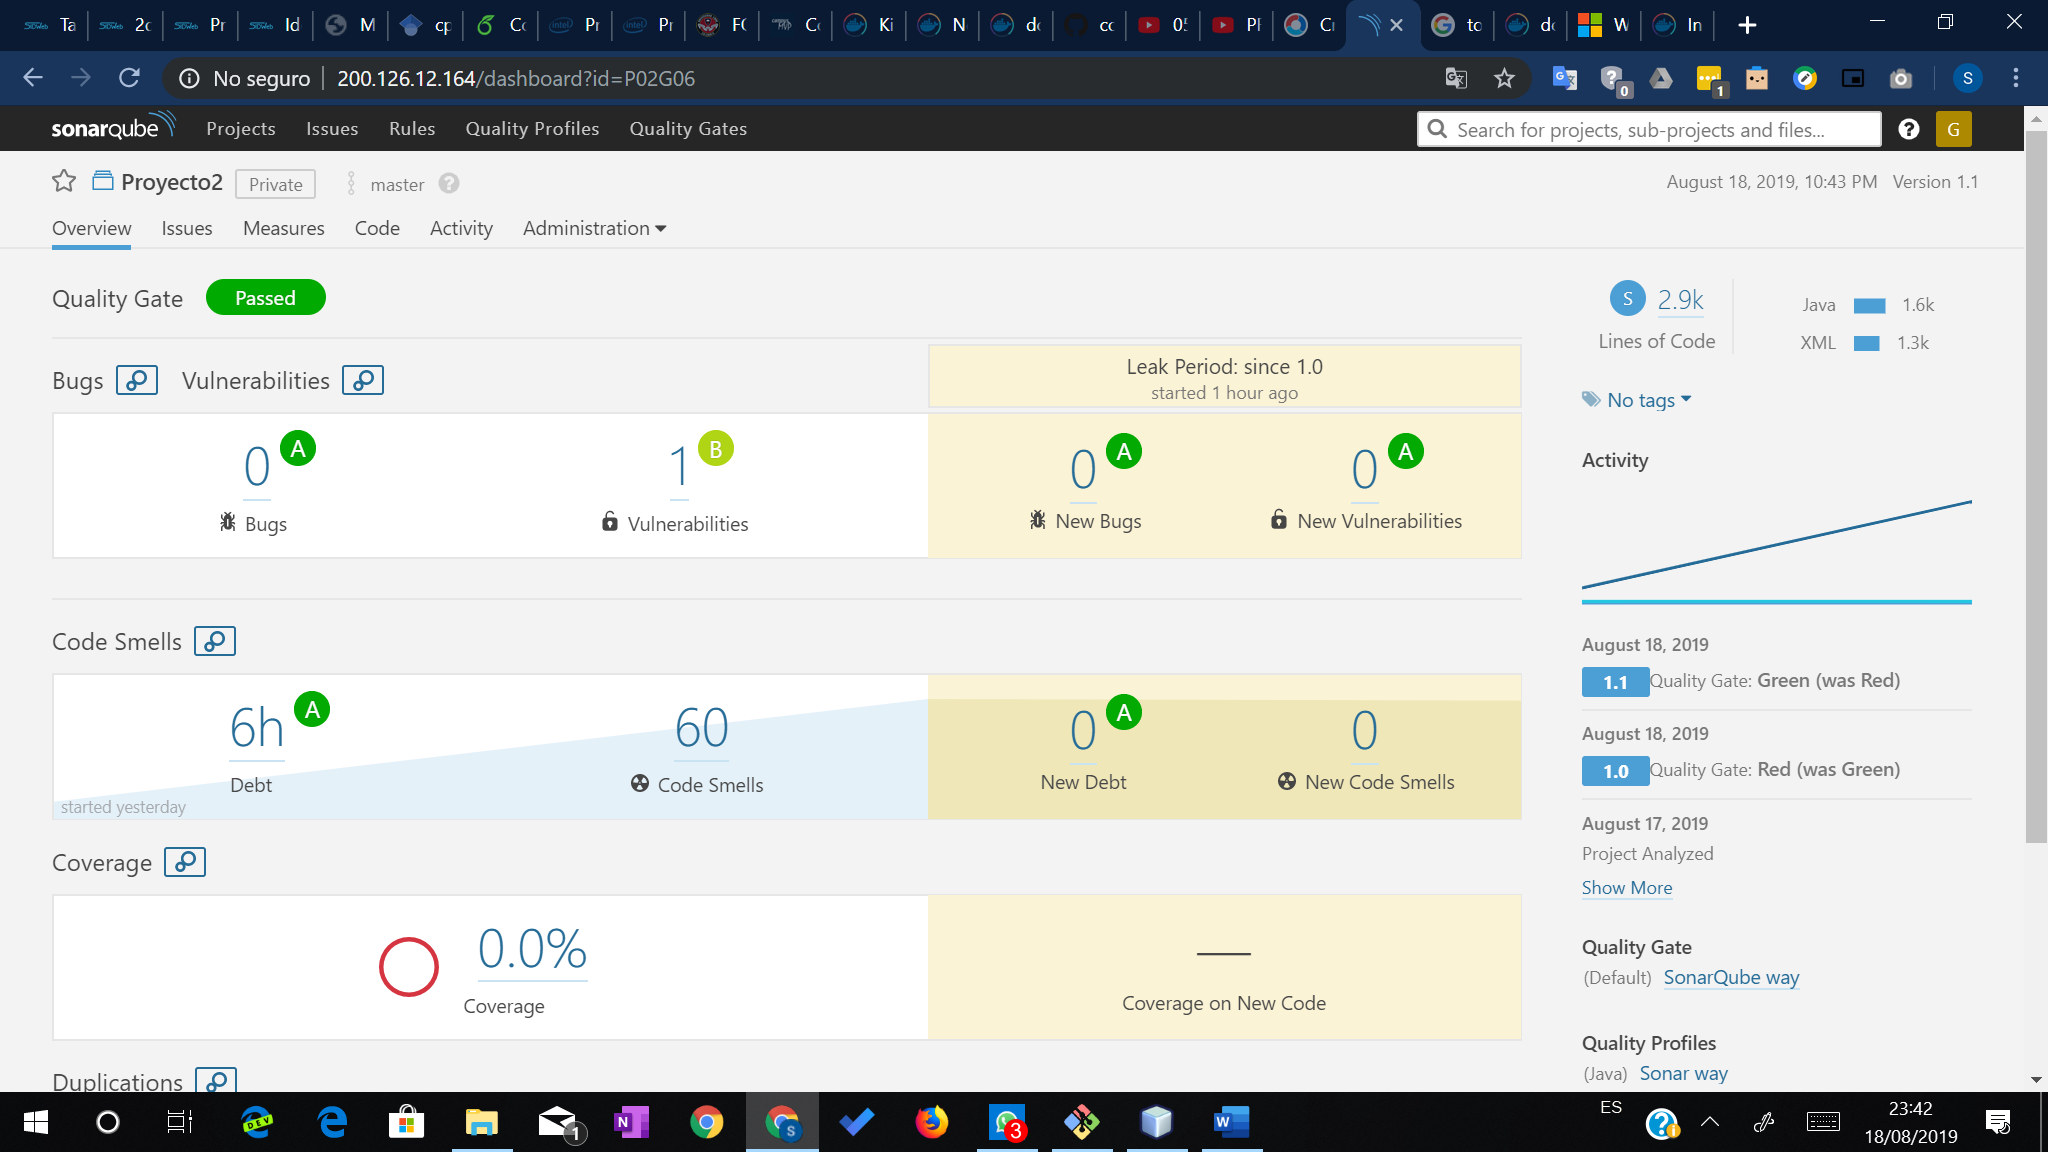 Ta
2c
Pr
Id
M
cp
Cc
Pr
Pr
FC
Cc
Ki
N
dc
cc
05
Pl
Cr
to
dc
W
In
No seguro
200.126.12.164/dashboard?id=P02G06
0
1
S
sonarqube
Projects
Issues
Rules
Quality Profiles
Quality Gates
Search for projects, sub-projects and files...
G
Proyecto2
Private
master
August 18, 2019, 10:43 PM Version 1.1
Overview
Issues
Measures
Code
Activity
Administration
Quality Gate
Passed
Bugs
Vulnerabilities
Leak Period: since 1.0
started 1 hour ago
0 A
Bugs
1 B
Vulnerabilities
0 A
New Bugs
0 A
New Vulnerabilities
Code Smells
6h A
Debt
started yesterday
60
Code Smells
0 A
New Debt
0
New Code Smells
Coverage
0.0%
Coverage
—
Coverage on New Code
Duplications
S 2.9k
Lines of Code
Java 1.6k
XML 1.3k
No tags
Activity
August 18, 2019
1.1 Quality Gate: Green (was Red)
August 18, 2019
1.0 Quality Gate: Red (was Green)
August 17, 2019
Project Analyzed
Show More
Quality Gate
(Default) SonarQube way
Quality Profiles
(Java) Sonar way
DEV
1
N
S
3
W
ES
23:42
18/08/2019